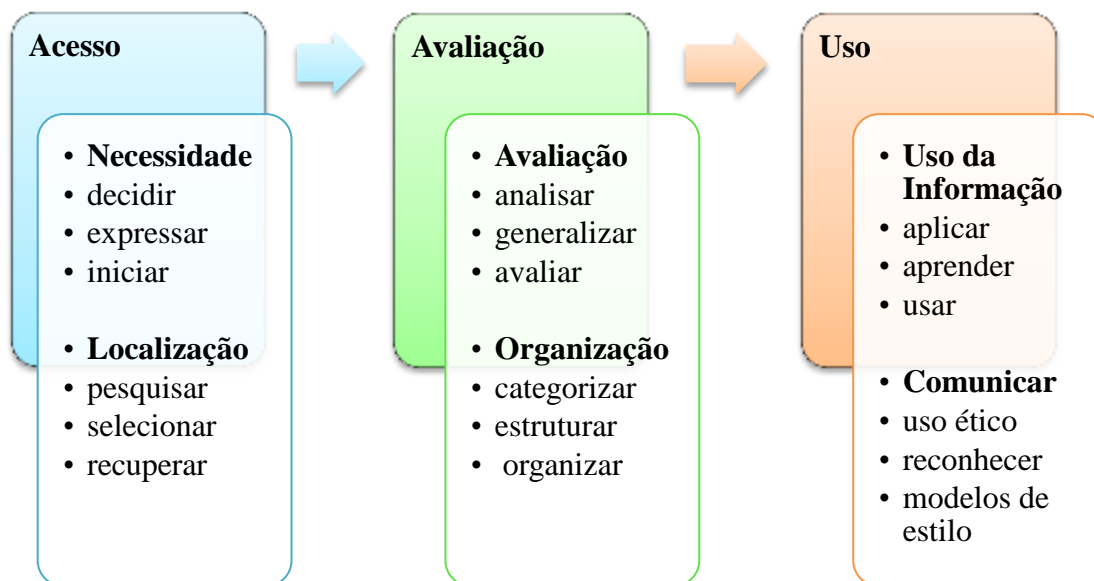 Acesso
• Necessidade
• decidir
• expressar
• iniciar
• Localização
• pesquisar
• selecionar
• recuperar
Avaliação
• Avaliação
• analisar
• generalizar
• avaliar
• Organização
• categorizar
• estruturar
• organizar
Uso
• Uso da
Informação
• aplicar
• aprender
• usar
• Comunicar
• uso ético
• reconhecer
• modelos de
estilo